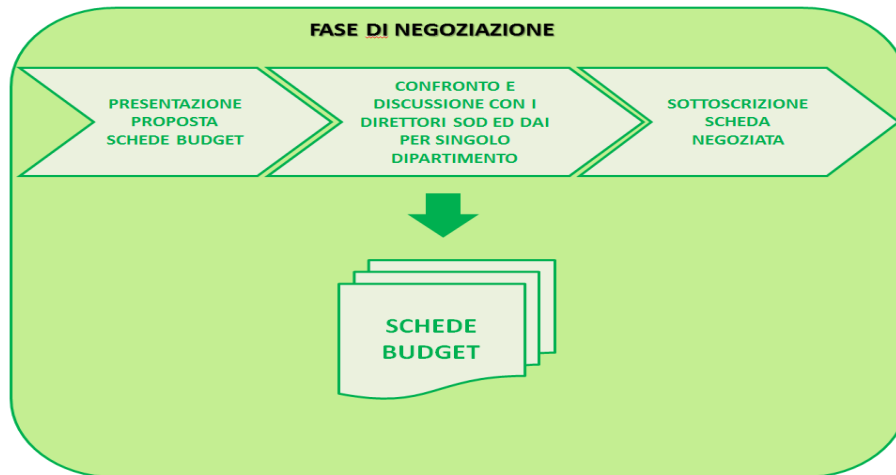 FASE DI NEGOZIAZIONE
PRESENTAZIONE
PROPOSTA
SCHEDE BUDGET
CONFRONTO E
DISCUSSIONE CON I
DIRETTORI SOD ED DAI
PER SINGOLO
DIPARTIMENTO
SOTTOSCRIZIONE
SCHEDA
NEGOZIATA
SCHEDE
BUDGET